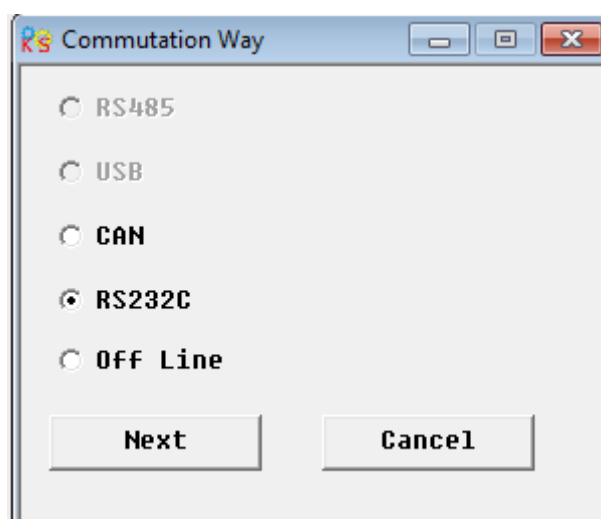 Commutation Way
RS485
USB
CAN
RS232C
Off Line
Next Cancel